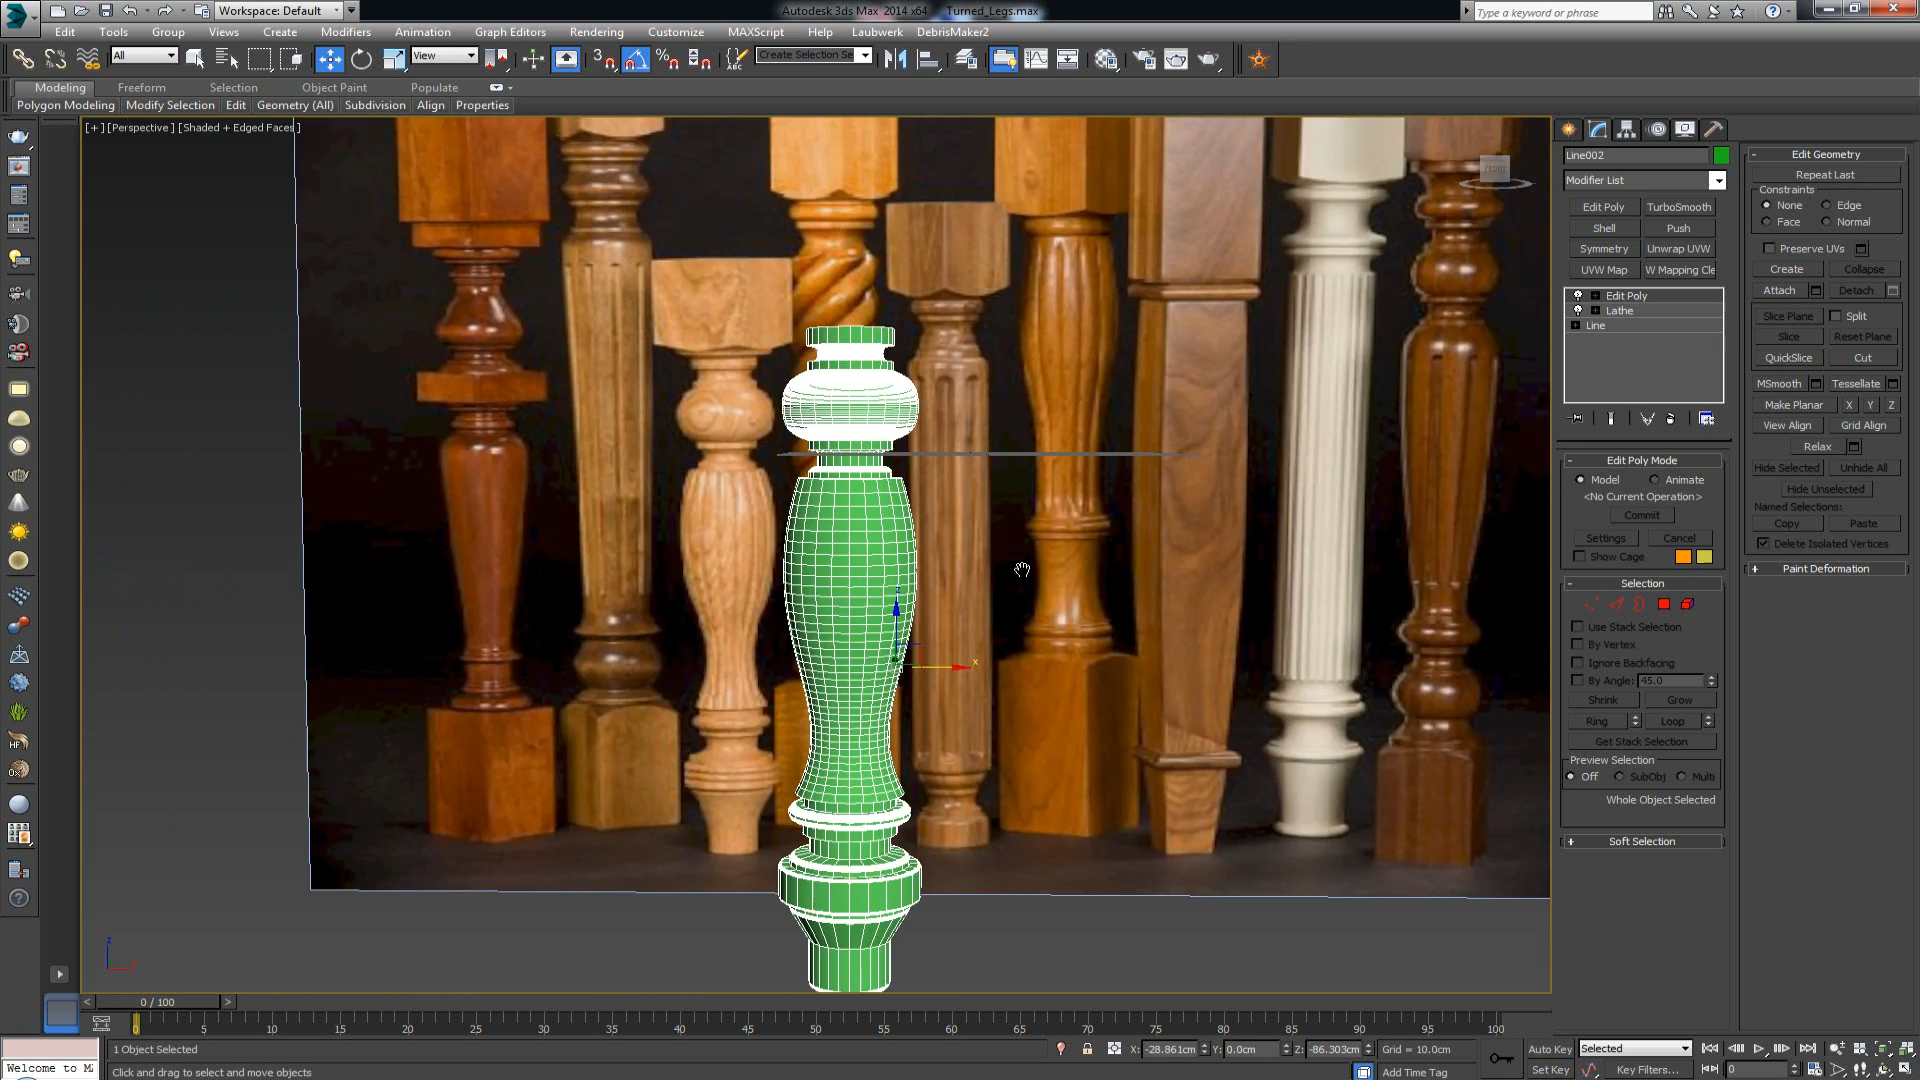 Workspace: Default
Autodesk 3ds Max 2014 x64 Turned_Legs.max
Type a keyword or phrase
Edit Tools Group Views Create Modifiers Animation Graph Editors Rendering Customize MAXScript Help Laubwerk DebrisMaker2
All
View
3
ABC
Create Selection Se
Modeling Freeform Selection Object Paint Populate
Polygon Modeling Modify Selection Edit Geometry (All) Subdivision Align Properties
[+] [Perspective] [Shaded + Edged Faces]
FRONT
z
x
z
HF
Line002
Modifier List
Edit Poly TurboSmooth
Shell Push
Symmetry Unwrap UVW
UVW Map W Mapping Cle
Edit Poly
Lathe
Line
Edit Poly Mode
Model Animate
<No Current Operation>
Commit
Settings Cancel
Show Cage
Selection
Use Stack Selection
By Vertex
Ignore Backfacing
By Angle: 45.0
Shrink Grow
Ring Loop
Get Stack Selection
Preview Selection
Off SubObj Multi
Whole Object Selected
Soft Selection
Edit Geometry
Repeat Last
Constraints
None Edge
Face Normal
Preserve UVs
Create Collapse
Attach Detach
Slice Plane Split
Slice Reset Plane
QuickSlice Cut
MSmooth Tessellate
Make Planar X Y Z
View Align Grid Align
Relax
Hide Selected Unhide All
Hide Unselected
Named Selections:
Copy Paste
Delete Isolated Vertices
Paint Deformation
0 / 100
0 5 10 15 20 25 30 35 40 45 50 55 60 65 70 75 80 85 90 95 100
1 Object Selected
X: -28.861cm Y: 0.0cm Z: -86.303cm Grid = 10.0cm
Auto Key Selected
Welcome to MA
Click and drag to select and move objects
Add Time Tag
Set Key Key Filters... 0